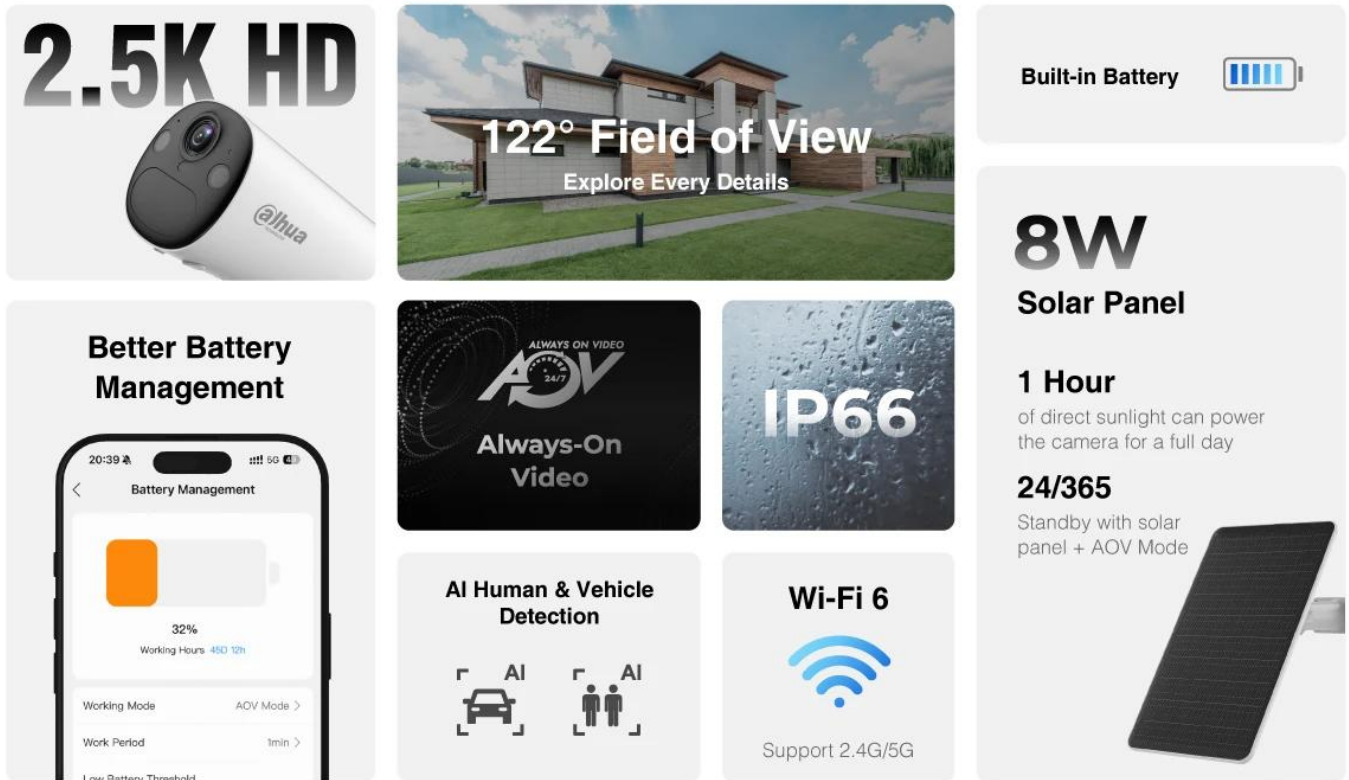 2.5K HD
alhua
122° Field of View
Explore Every Details
Built-in Battery
8W
Solar Panel
1 Hour
of direct sunlight can power
the camera for a full day
24/365
Standby with solar
panel + AOV Mode
Better Battery
Management
20:39
5G
Battery Management
32%
Working Hours 45D 12h
Working Mode AOV Mode >
Work Period 1min >
Low Battery Threshold
ALWAYS ON VIDEO
AOV
24/7
Always-On
Video
IP66
AI Human & Vehicle
Detection
AI
AI
Wi-Fi 6
Support 2.4G/5G